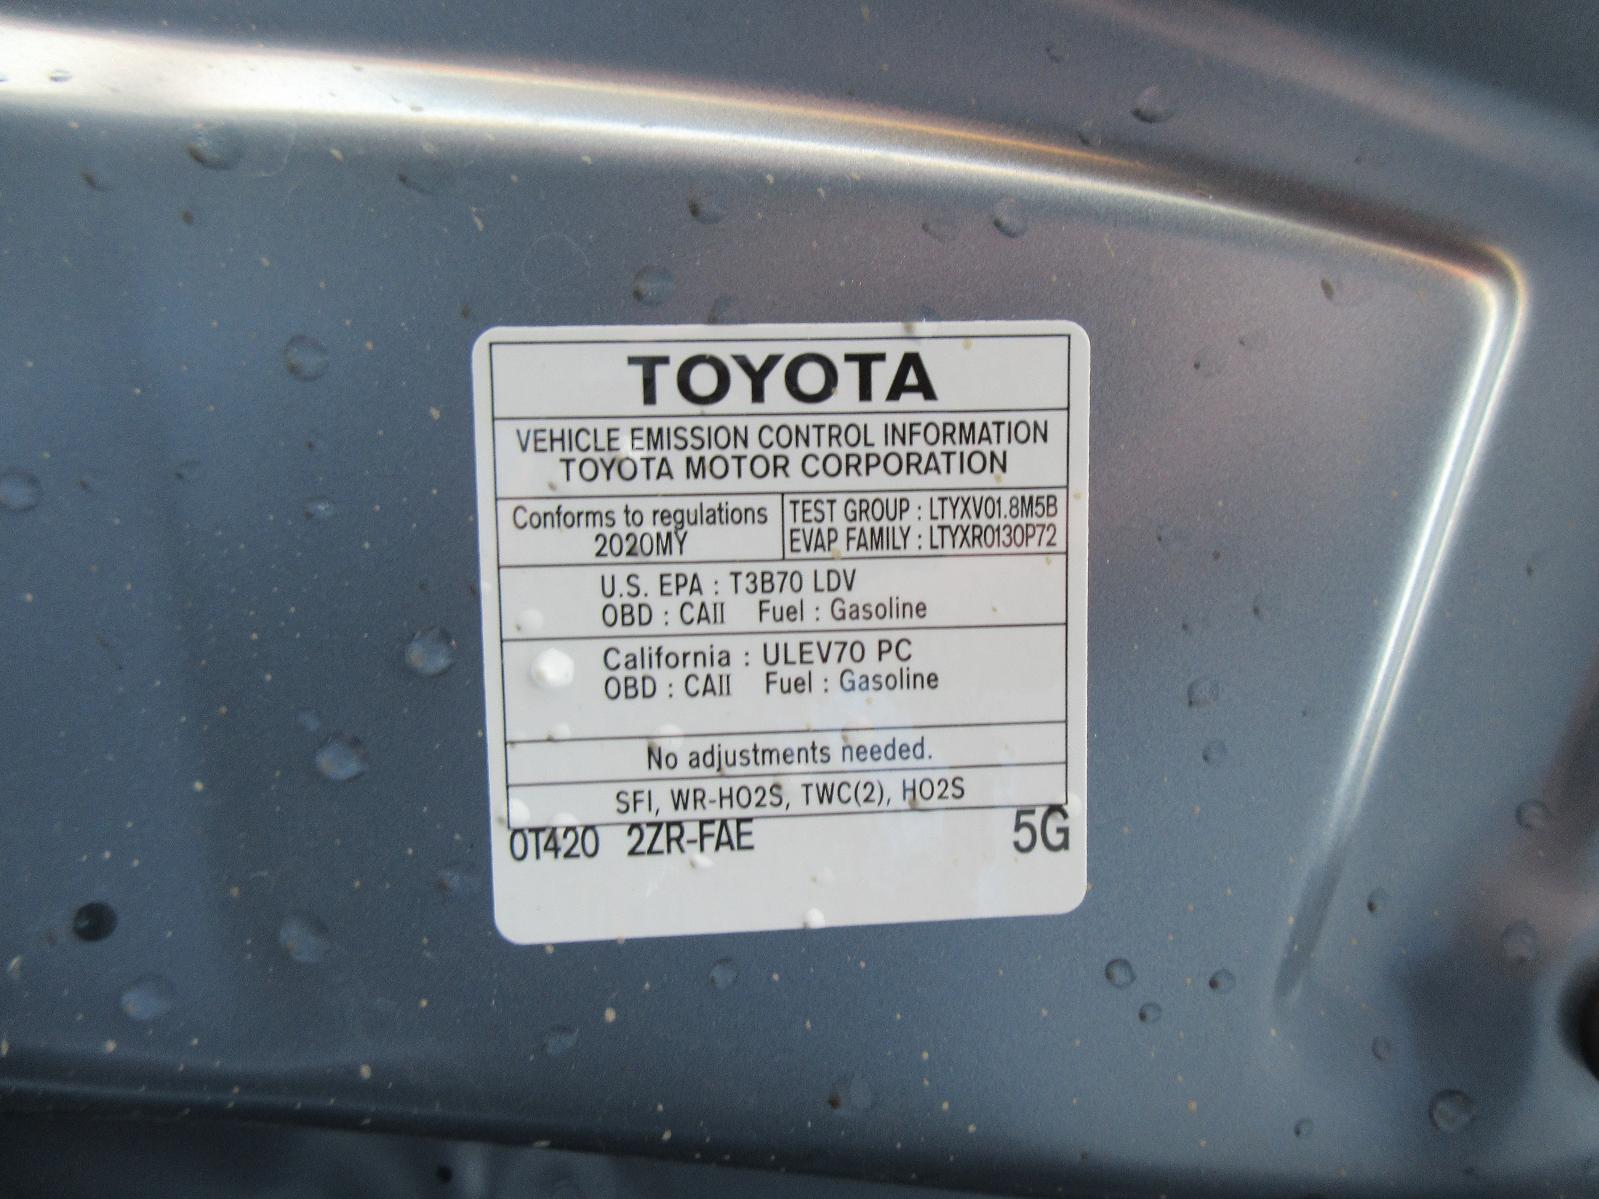 TOYOTA
VEHICLE EMISSION CONTROL INFORMATION
TOYOTA MOTOR CORPORATION
Conforms to regulations
2020MY
TEST GROUP : LTYXV01.8M5B
EVAP FAMILY : LTYXR0130P72
U.S. EPA : T3B70 LDV
OBD : CAII Fuel : Gasoline
California : ULEV70 PC
OBD : CAII Fuel : Gasoline
No adjustments needed.
SFI, WR-HO2S, TWC(2), HO2S
0T420 2ZR-FAE 5G